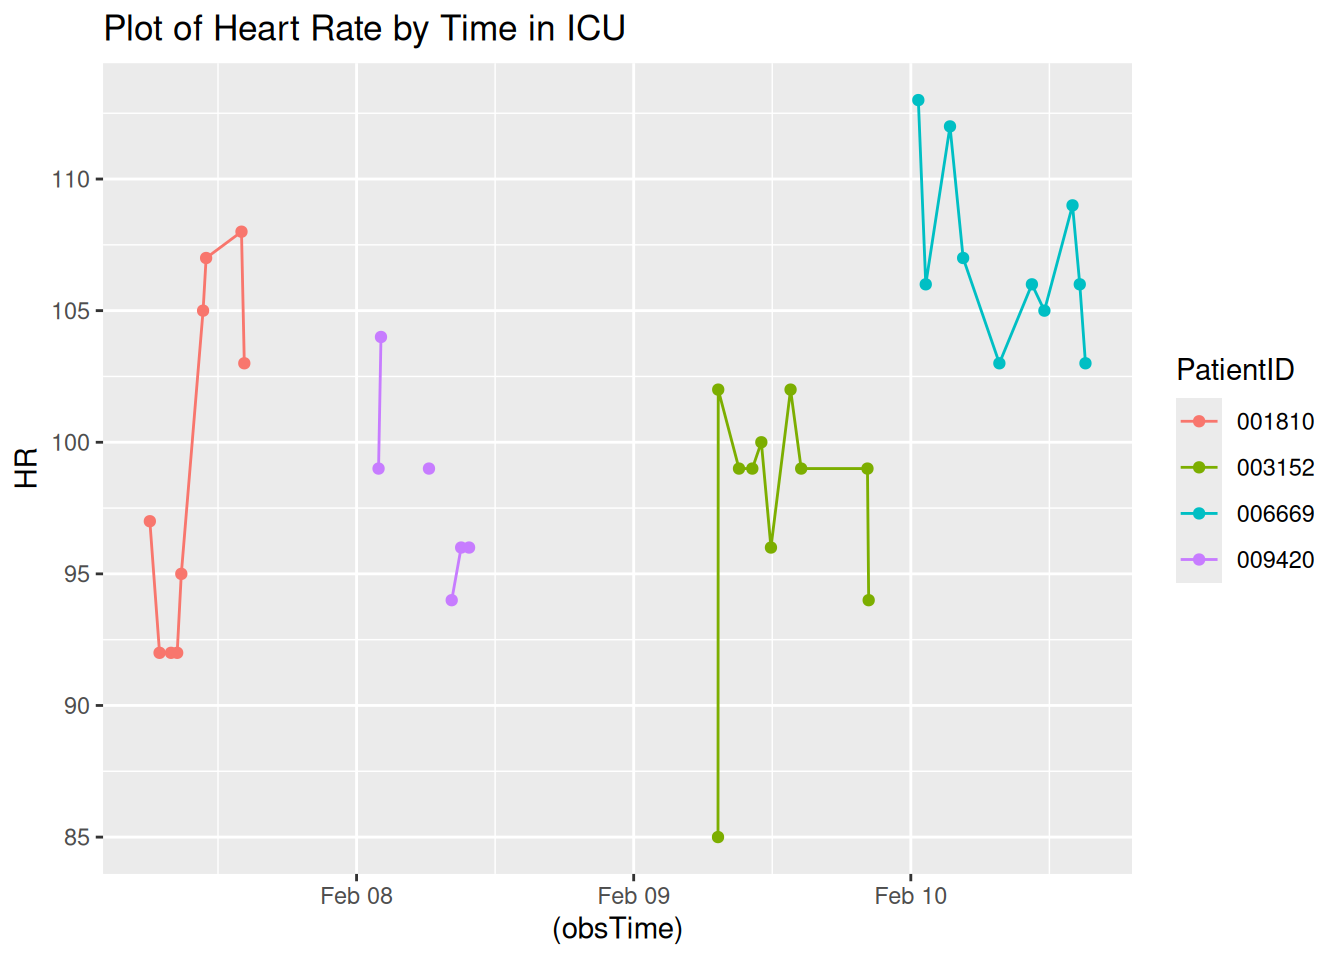 Plot of Heart Rate by Time in ICU
HR
110
105
100
95
90
85
Feb 08
Feb 09
Feb 10
(obsTime)
PatientID
001810
003152
006669
009420